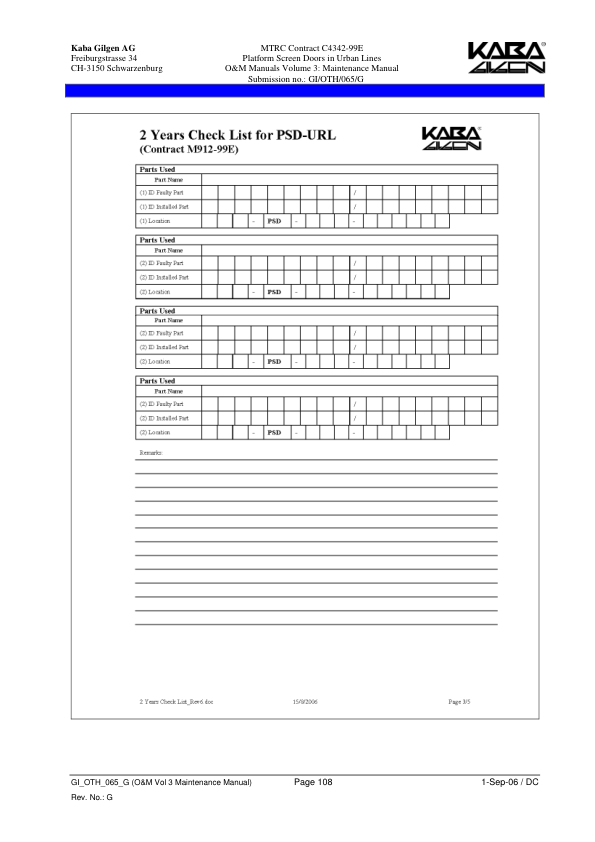 Kaba Gilgen AG
Freiburgstrasse 34
CH-3150 Schwarzenburg
MTRC Contract C4342-99E
Platform Screen Doors in Urban Lines
O&M Manuals Volume 3: Maintenance Manual
Submission no.: GI/OTH/065/G
KABA®
GILGEN
2 Years Check List for PSD-URL
(Contract M912-99E)
KABA®
GILGEN
Parts Used
Part Name
(1) ID Faulty Part /
(1) ID Installed Part /
(1) Location - PSD - -
Parts Used
Part Name
(2) ID Faulty Part /
(2) ID Installed Part /
(2) Location - PSD - -
Parts Used
Part Name
(2) ID Faulty Part /
(2) ID Installed Part /
(2) Location - PSD - -
Parts Used
Part Name
(2) ID Faulty Part /
(2) ID Installed Part /
(2) Location - PSD - -
Remarks:
2 Years Check List_Rev6.doc 15/8/2006 Page 3/5
GI_OTH_065_G (O&M Vol 3 Maintenance Manual) Page 108 1-Sep-06 / DC
Rev. No.: G